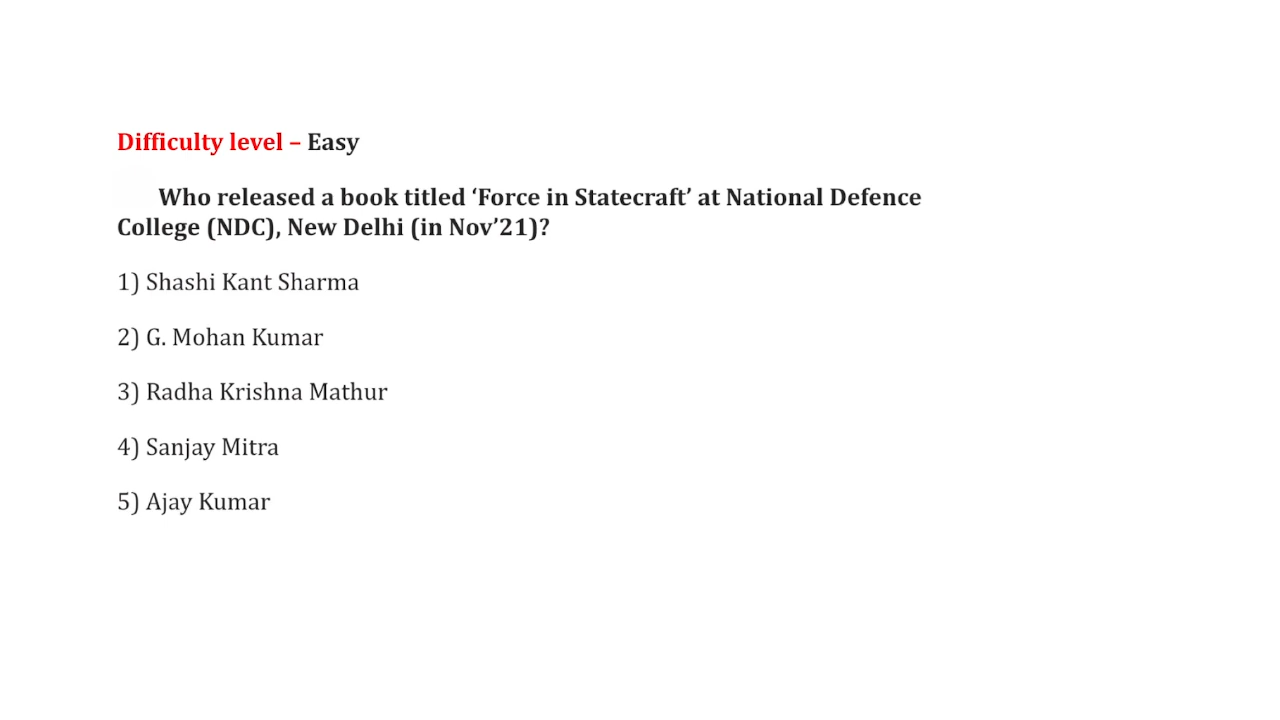 Difficulty level – Easy
Who released a book titled ‘Force in Statecraft’ at National Defence
College (NDC), New Delhi (in Nov’21)?
1) Shashi Kant Sharma
2) G. Mohan Kumar
3) Radha Krishna Mathur
4) Sanjay Mitra
5) Ajay Kumar